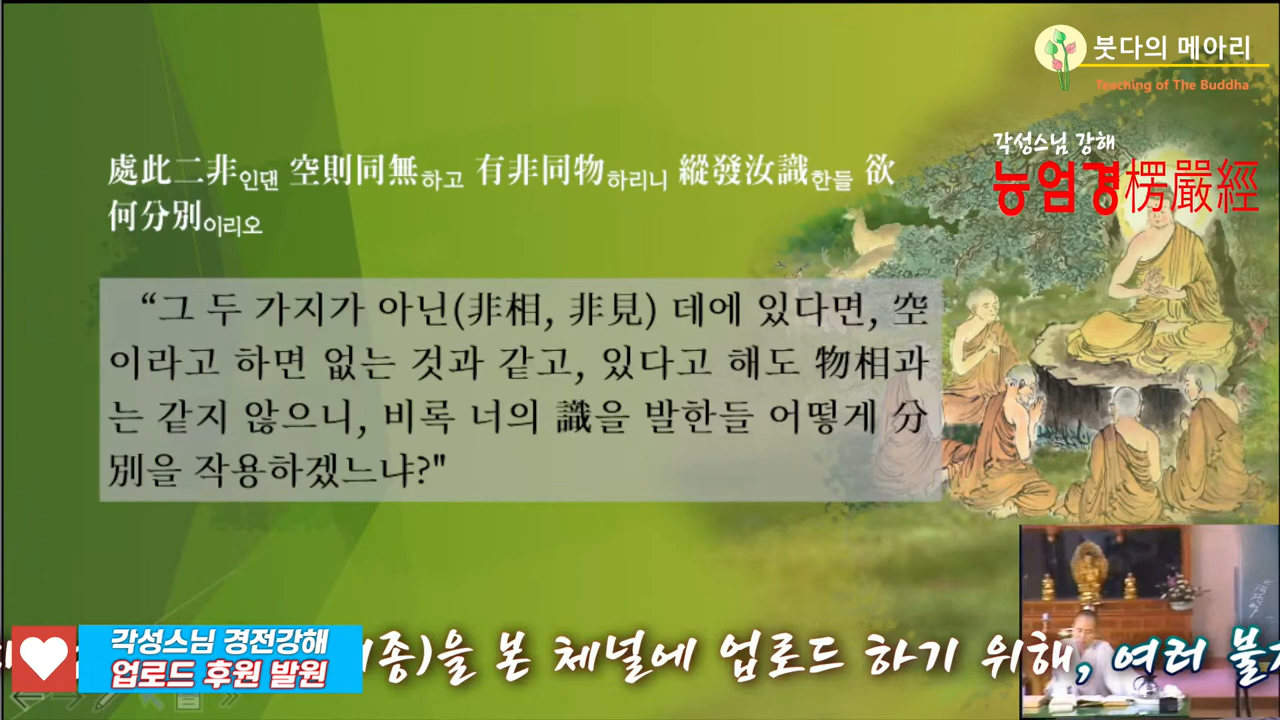 붓다의 메아리
Teaching of The Buddha
각성스님 강해
능엄경楞嚴經
處此二非인댄 空則同無하고 有非同物하리니 縱發汝識한들 欲
何分別이리오
“그 두 가지가 아닌(非相, 非見) 데에 있다면, 空
이라고 하면 없는 것과 같고, 있다고 해도 物相과
는 같지 않으니, 비록 너의 識을 발한들 어떻게 分
別을 작용하겠느냐?"
각성스님 경전강해
업로드 후원 발원
종)을 본 체널에 업로드 하기 위해, 여러 불